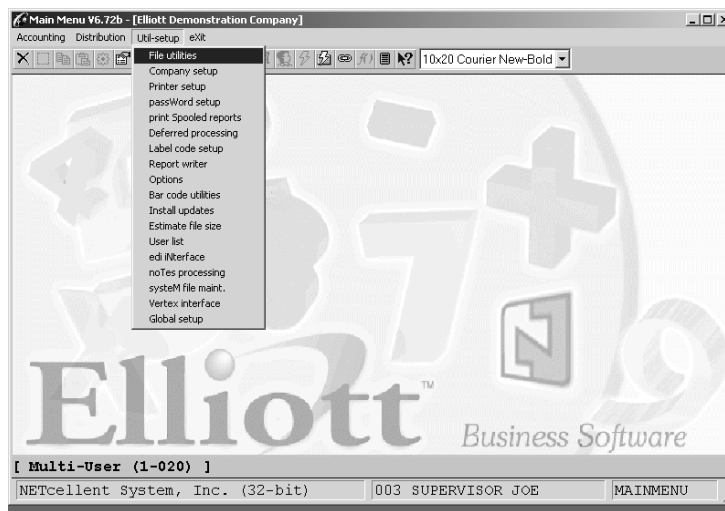 Main Menu V6.72b - [Elliott Demonstration Company]
Accounting Distribution Util-setup eXit
10x20 Courier New-Bold
File utilities
Company setup
Printer setup
passWord setup
print Spooled reports
Deferred processing
Label code setup
Report writer
Options
Bar code utilities
Install updates
Estimate file size
User list
edi iNterface
noTes processing
systeM file maint.
Vertex interface
Global setup
Elliott™
Business Software
[ Multi-User (1-020) ]
NETcellent System, Inc. (32-bit) 003 SUPERVISOR JOE MAINMENU